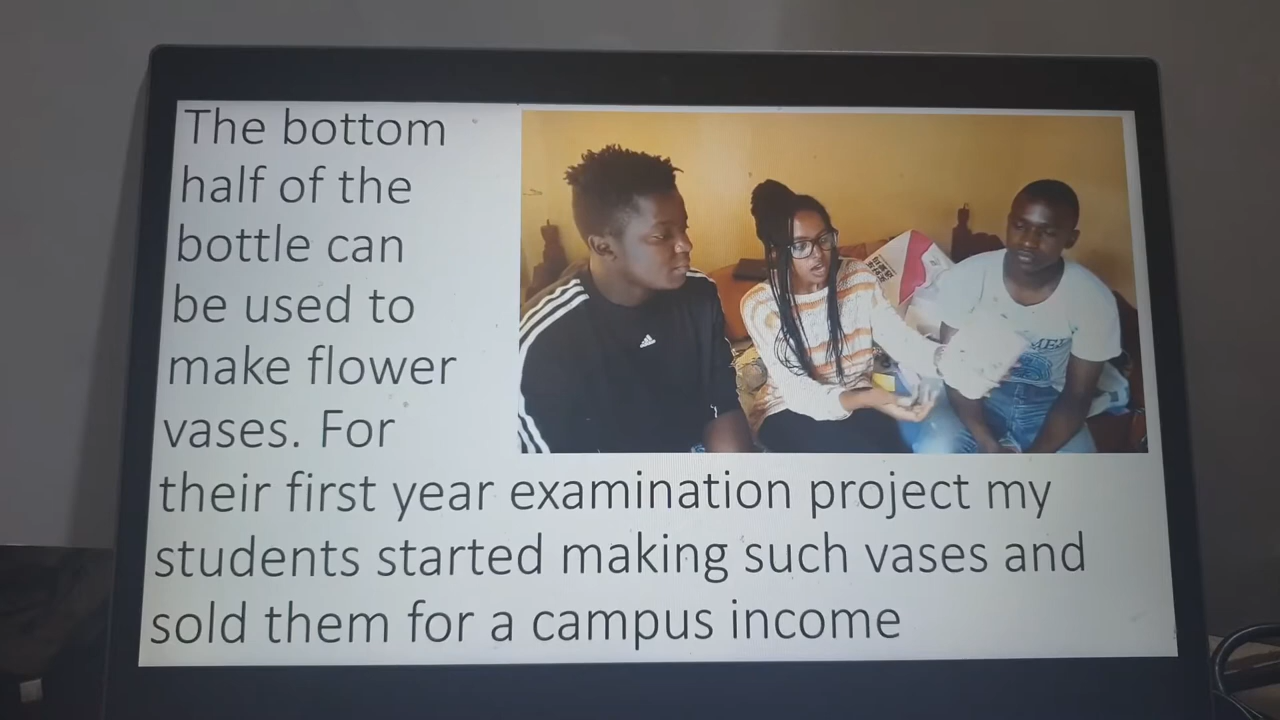 The bottom
half of the
bottle can
be used to
make flower
vases. For
their first year examination project my
students started making such vases and
sold them for a campus income